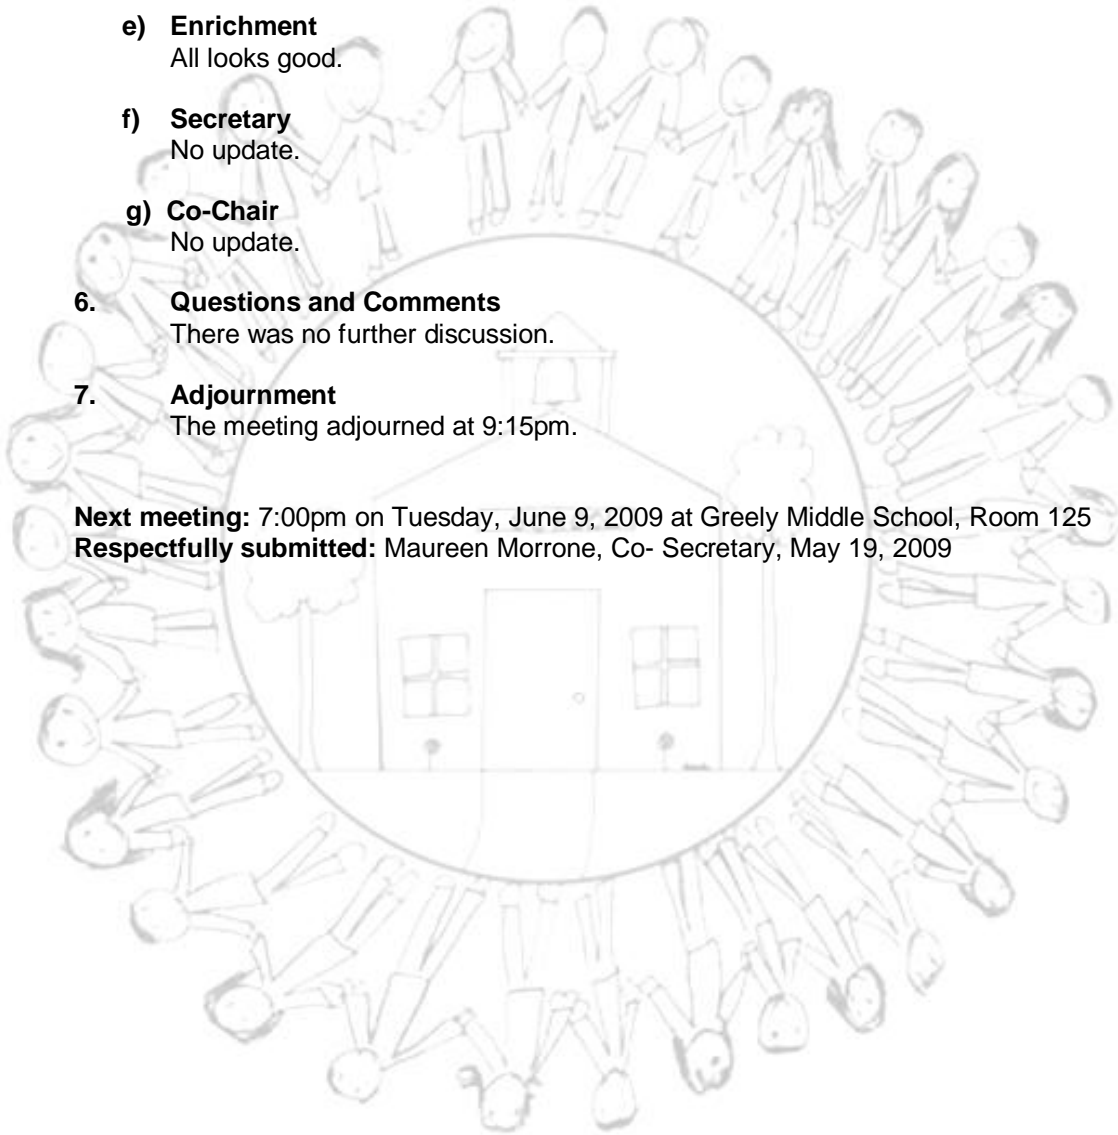 e) Enrichment
All looks good.
f) Secretary
No update.
g) Co-Chair
No update.
6. Questions and Comments
There was no further discussion.
7. Adjournment
The meeting adjourned at 9:15pm.
Next meeting: 7:00pm on Tuesday, June 9, 2009 at Greely Middle School, Room 125
Respectfully submitted: Maureen Morrone, Co- Secretary, May 19, 2009